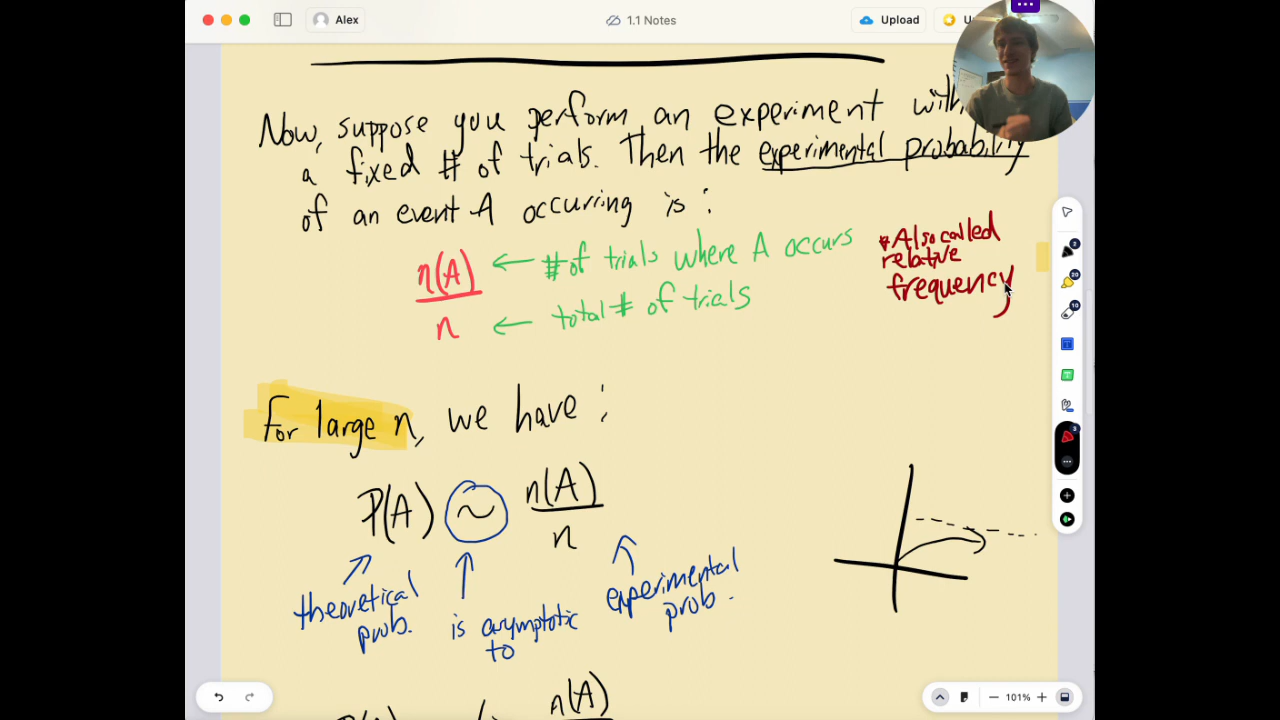 Alex
1.1 Notes
Upload
Now, suppose you perform an experiment with
a fixed # of trials. Then the experimental probability
of an event A occuring is:
n(A) ← # of trials where A occurs
n ← total # of trials
*Also called
relative
frequency
For large n, we have:
P(A) ~ n(A)
n
theoretical
prob.
is asymptotic
to
experimental
prob.
n(A)
101%